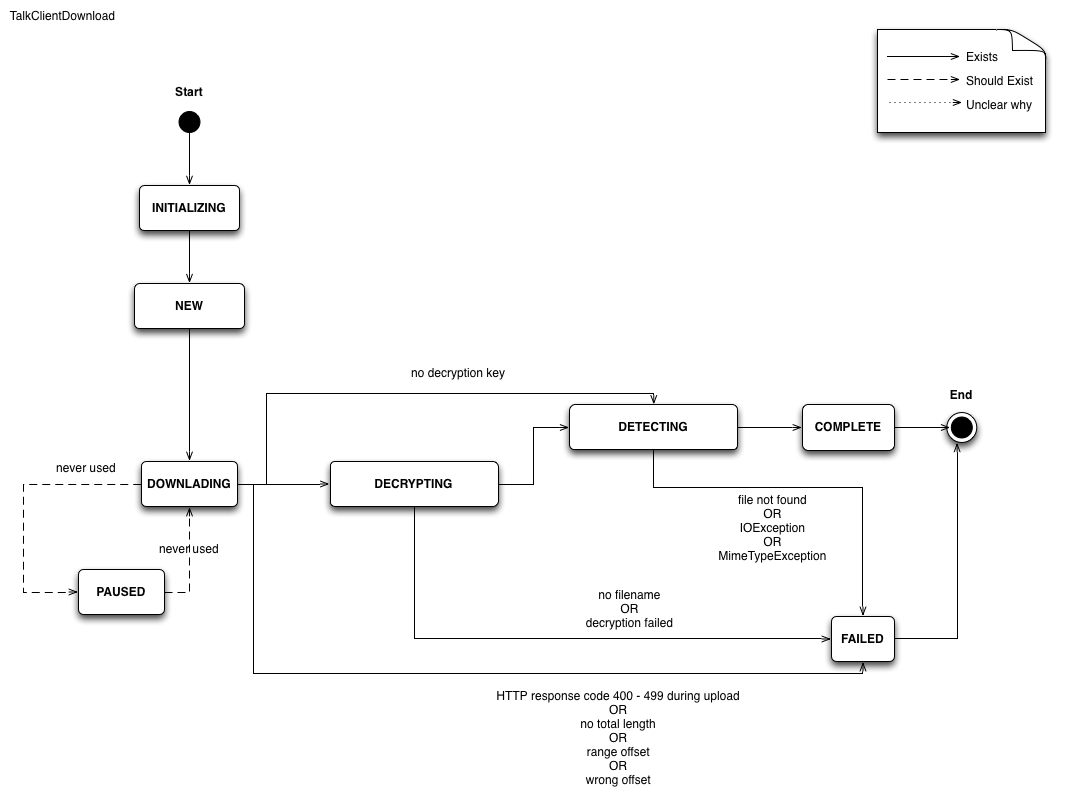 TalkClientDownload
Exists
Should Exist
Unclear why
Start
INITIALIZING
NEW
no decryption key
End
DETECTING
COMPLETE
never used
DOWNLADING
DECRYPTING
file not found
OR
IOException
OR
MimeTypeException
never used
PAUSED
no filename
OR
decryption failed
FAILED
HTTP response code 400 - 499 during upload
OR
no total length
OR
range offset
OR
wrong offset